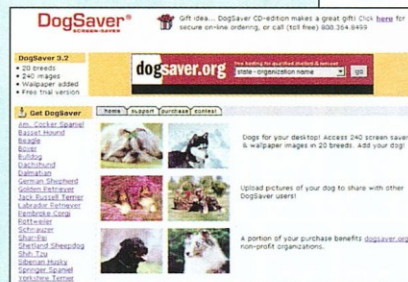 DogSaver®
SCREEN-SAVER
Gift idea... DogSaver CD-edition makes a great gift! Click here for
secure on-line ordering, or call (toll free) 800.364.8499
DogSaver 3.2
• 20 breeds
• 240 images
• Wallpaper added
• Free trial version
dogsaver.org
state - organization name
go
Get DogSaver
Am. Cocker Spaniel
Basset Hound
Beagle
Boxer
Bulldog
Dachshund
Dalmatian
German Shepherd
Golden Retriever
Jack Russell Terrier
Labrador Retriever
Pembroke Corgi
Rottweiler
Schnauzer
Shar-Pei
Shetland Sheepdog
Shih Tzu
Siberian Husky
Springer Spaniel
Yorkshire Terrier
home support purchase contest
Dogs for your desktop! Access 240 screen saver
& wallpaper images in 20 breeds. Add your dog!
Upload pictures of your dog to share with other
DogSaver users!
A portion of your purchase benefits dogsaver.org
non-profit organizations.